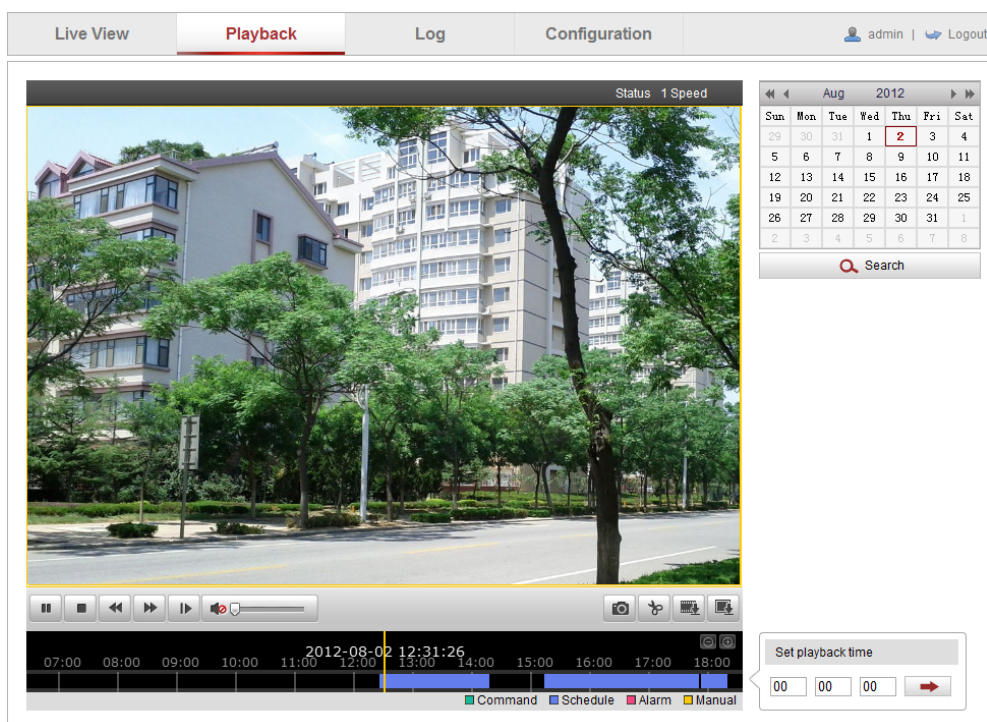 Live View Playback Log Configuration admin | Logout
Status 1 Speed
Aug 2012
Sun Mon Tue Wed Thu Fri Sat
29 30 31 1 2 3 4
5 6 7 8 9 10 11
12 13 14 15 16 17 18
19 20 21 22 23 24 25
26 27 28 29 30 31 1
2 3 4 5 6 7 8
Search
2012-08-02 12:31:26
07:00 08:00 09:00 10:00 11:00 12:00 13:00 14:00 15:00 16:00 17:00 18:00
Command Schedule Alarm Manual
Set playback time
00 00 00